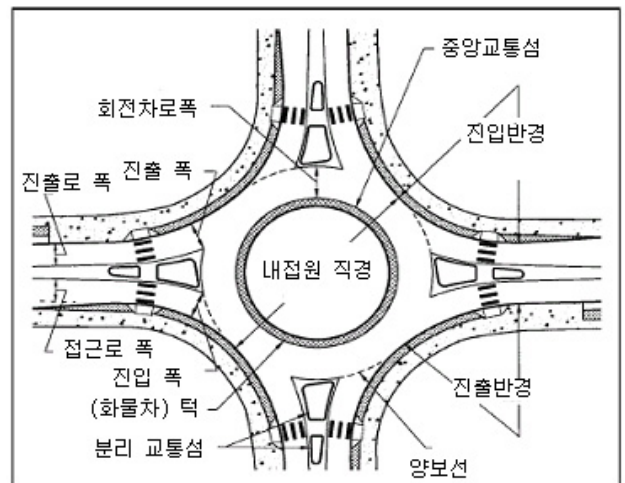 중앙교통섬
회전차로폭
진입반경
진출 폭
진출로 폭
내접원 직경
접근로 폭
진입 폭
(화물차) 턱
진출반경
분리 교통섬
양보선